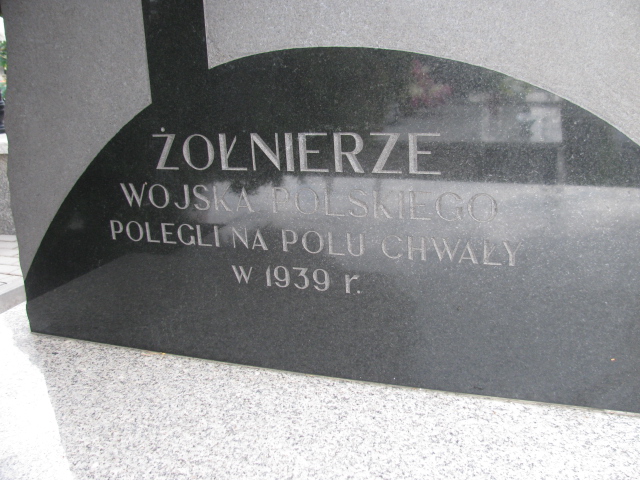 ŻOŁNIERZE
WOJSKA POLSKIEGO
POLEGLI NA POLU CHWAŁY
W 1939 r.